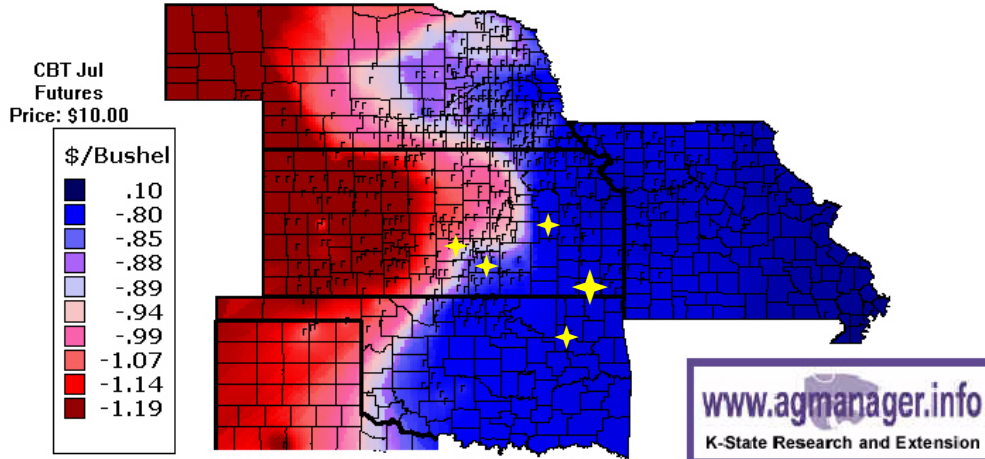 CBT Jul
Futures
Price: $10.00
$/Bushel
.10
-.80
-.85
-.88
-.89
-.94
-.99
-1.07
-1.14
-1.19
www.agmanager.info
K-State Research and Extension